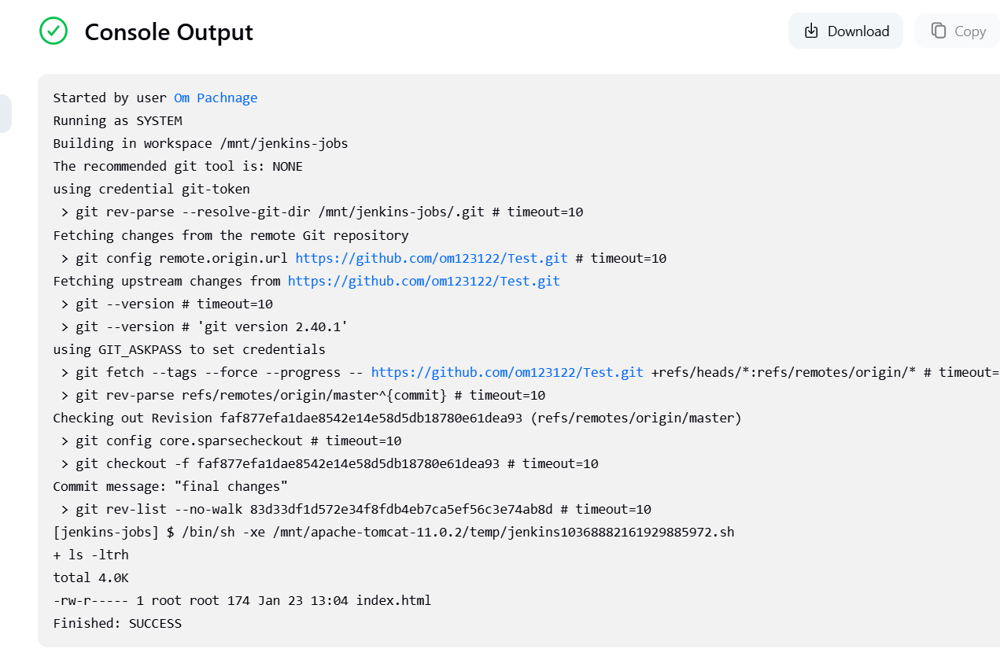 Console Output
Download
Copy
Started by user Om Pachnage
Running as SYSTEM
Building in workspace /mnt/jenkins-jobs
The recommended git tool is: NONE
using credential git-token
 > git rev-parse --resolve-git-dir /mnt/jenkins-jobs/.git # timeout=10
Fetching changes from the remote Git repository
 > git config remote.origin.url https://github.com/om123122/Test.git # timeout=10
Fetching upstream changes from https://github.com/om123122/Test.git
 > git --version # timeout=10
 > git --version # 'git version 2.40.1'
using GIT_ASKPASS to set credentials
 > git fetch --tags --force --progress -- https://github.com/om123122/Test.git +refs/heads/*:refs/remotes/origin/* # timeout=
 > git rev-parse refs/remotes/origin/master^{commit} # timeout=10
Checking out Revision faf877efa1dae8542e14e58d5db18780e61dea93 (refs/remotes/origin/master)
 > git config core.sparsecheckout # timeout=10
 > git checkout -f faf877efa1dae8542e14e58d5db18780e61dea93 # timeout=10
Commit message: "final changes"
 > git rev-list --no-walk 83d33df1d572e34f8fdb4eb7ca5ef56c3e74ab8d # timeout=10
[jenkins-jobs] $ /bin/sh -xe /mnt/apache-tomcat-11.0.2/temp/jenkins10368882161929885972.sh
+ ls -ltrh
total 4.0K
-rw-r----- 1 root root 174 Jan 23 13:04 index.html
Finished: SUCCESS